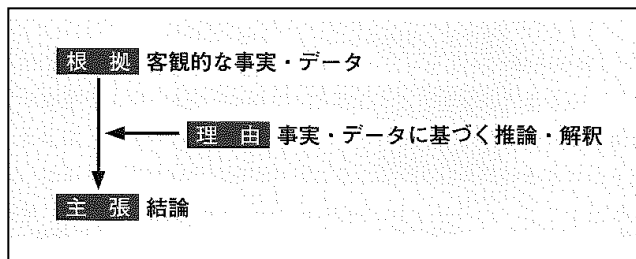 根 拠 客観的な事実・データ
理 由 事実・データに基づく推論・解釈
主 張 結論